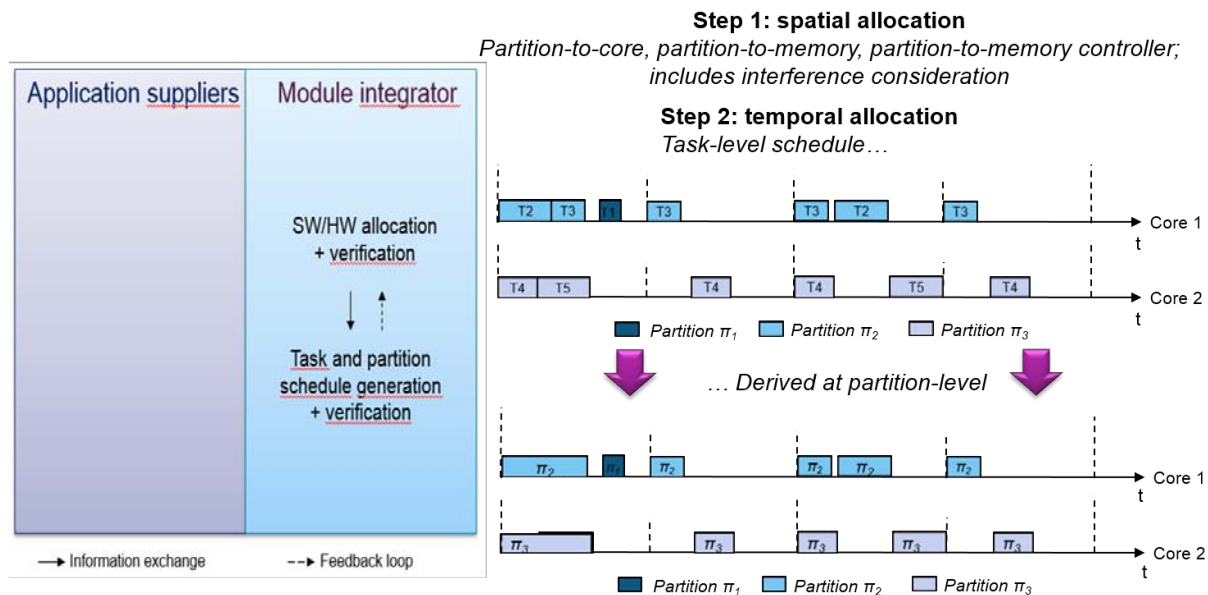 Step 1: spatial allocation
Partition-to-core, partition-to-memory, partition-to-memory controller;
includes interference consideration
Application suppliers
Module integrator
SW/HW allocation
+ verification
Task and partition
schedule generation
+ verification
Information exchange
Feedback loop
Step 2: temporal allocation
Task-level schedule…
T2 T3 T1 T3 T3 T2 T3
Core 1
t
T4 T5 T4 T4 T5 T4
Core 2
t
Partition π1 Partition π2 Partition π3
… Derived at partition-level
π2 π1 π2 π2 π2 π2
Core 1
t
π3 π3 π3 π3 π3
Core 2
t
Partition π1 Partition π2 Partition π3